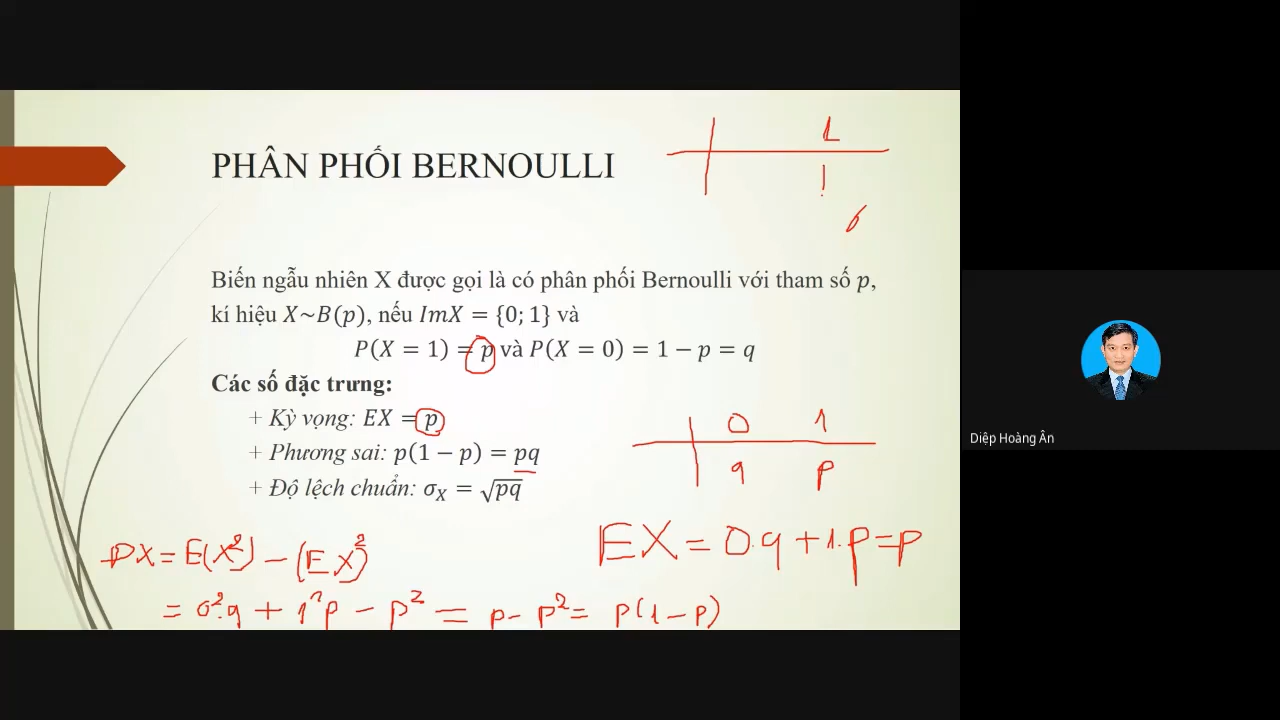 1
PHÂN PHỐI BERNOULLI
Biến ngẫu nhiên X được gọi là có phân phối Bernoulli với tham số p,
kí hiệu X~B(p), nếu ImX = {0; 1} và
P(X = 1) = p và P(X = 0) = 1 − p = q
Các số đặc trưng:
+ Kỳ vọng: EX = p
+ Phương sai: p(1 − p) = pq
+ Độ lệch chuẩn: σ_X = √pq
0 1
q p
EX = 0.q + 1.p = p
DX = E(X²) − (EX)²
= 0².q + 1²p − p² = p − p² = p(1 − p)
Diệp Hoàng Ân